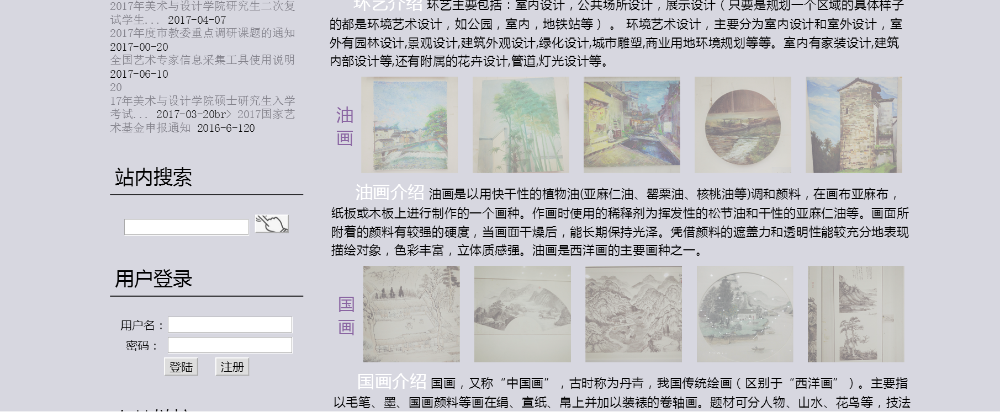 2017年美术与设计学院研究生二次复
试学生... 2017-04-07
2017年度市教委重点调研课题的通知
2017-00-20
全国艺术专家信息采集工具使用说明
2017-06-10
20
17年美术与设计学院硕士研究生入学
考试... 2017-03-20br> 2017国家艺
术基金申报通知 2016-6-120
站内搜索
用户登录
用户名：
密码：
登陆 注册
环艺介绍 环艺主要包括：室内设计，公共场所设计，展示设计（只要是规划一个区域的具体样子
的都是环境艺术设计，如公园，室内，地铁站等）。 环境艺术设计，主要分为室内设计和室外设计，室
外有园林设计,景观设计,建筑外观设计,绿化设计,城市雕塑,商业用地环境规划等等。室内有家装设计,建筑
内部设计等,还有附属的花卉设计,管道,灯光设计等。
油
画
油画介绍 油画是以用快干性的植物油(亚麻仁油、罂粟油、核桃油等)调和颜料，在画布亚麻布，
纸板或木板上进行制作的一个画种。作画时使用的稀释剂为挥发性的松节油和干性的亚麻仁油等。画面所
附着的颜料有较强的硬度，当画面干燥后，能长期保持光泽。凭借颜料的遮盖力和透明性能较充分地表现
描绘对象，色彩丰富，立体质感强。油画是西洋画的主要画种之一。
国
画
国画介绍 国画，又称“中国画”，古时称为丹青，我国传统绘画（区别于“西洋画”）。主要指
以毛笔、墨、国画颜料等画在绢、宣纸、帛上并加以装裱的卷轴画。题材可分人物、山水、花鸟等，技法